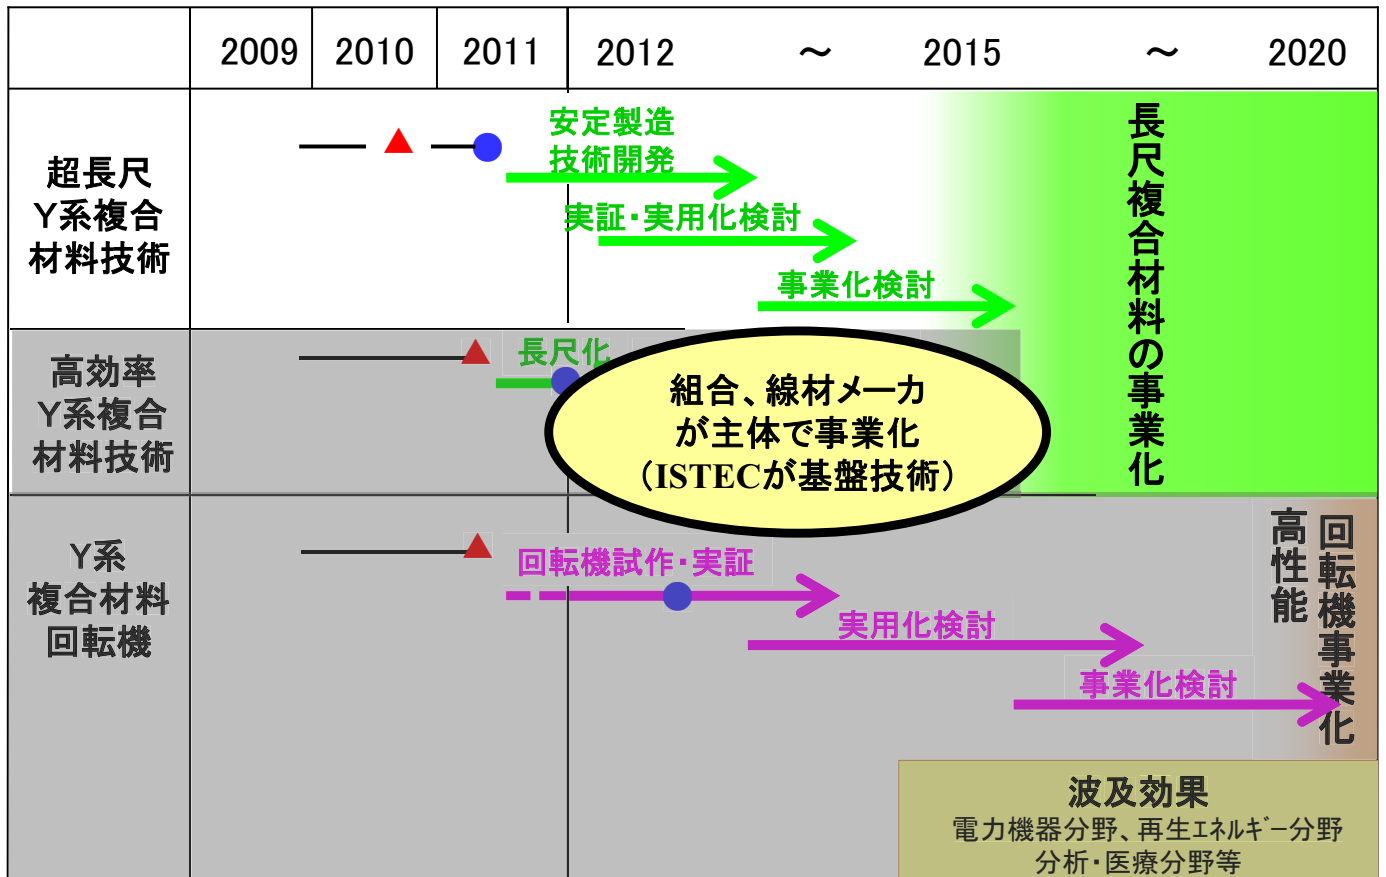 2009 2010 2011 2012 ～ 2015 ～ 2020
超長尺
Y系複合
材料技術
安定製造
技術開発
実証・実用化検討
事業化検討
長尺複合材料の事業化
高効率
Y系複合
材料技術
長尺化
組合、線材メーカ
が主体で事業化
（ISTECが基盤技術）
Y系
複合材料
回転機
回転機試作・実証
実用化検討
事業化検討
高性能
回転機事業化
波及効果
電力機器分野、再生ｴﾈﾙｷﾞｰ分野
分析・医療分野等